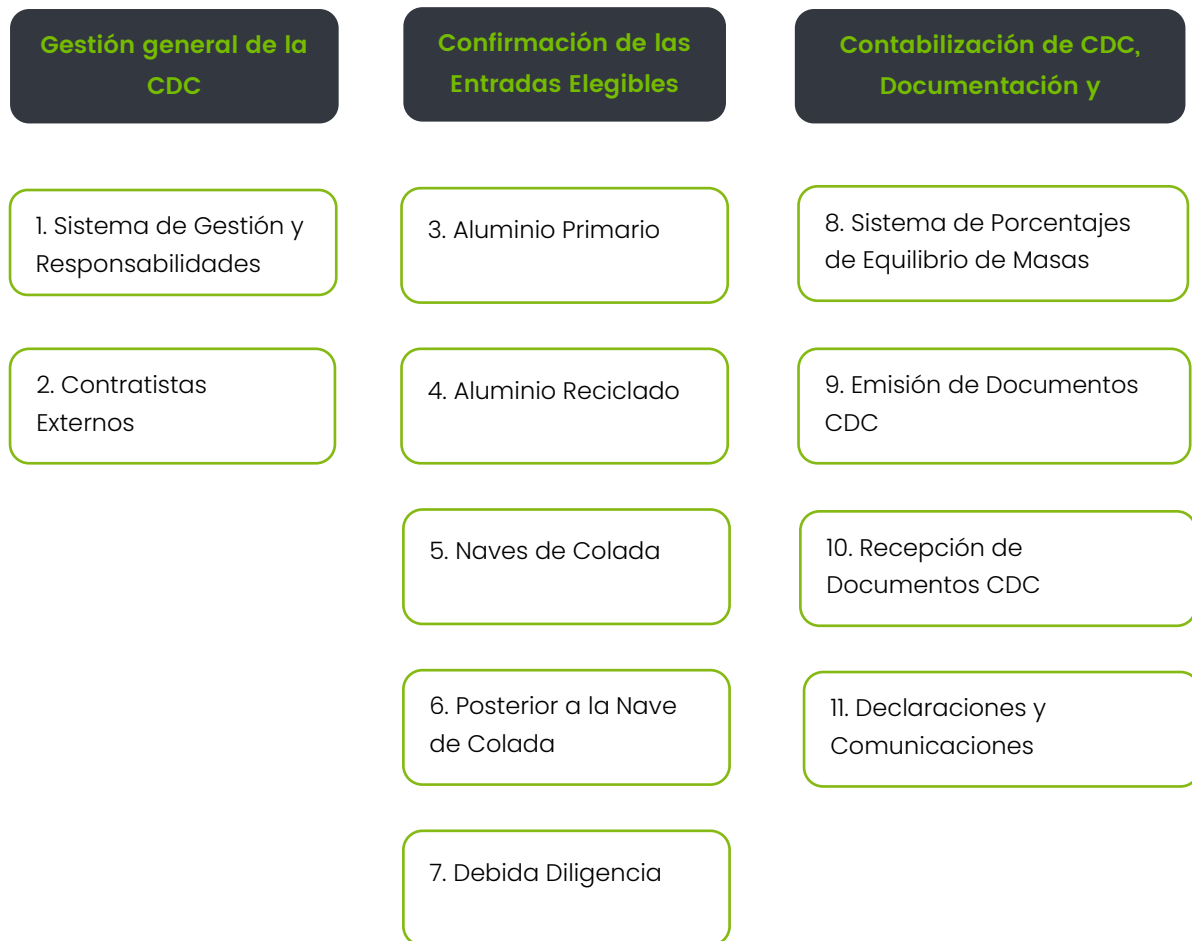 Gestión general de la
CDC
Confirmación de las
Entradas Elegibles
Contabilización de CDC,
Documentación y
1. Sistema de Gestión y
Responsabilidades
2. Contratistas
Externos
3. Aluminio Primario
4. Aluminio Reciclado
5. Naves de Colada
6. Posterior a la Nave
de Colada
7. Debida Diligencia
8. Sistema de Porcentajes
de Equilibrio de Masas
9. Emisión de Documentos
CDC
10. Recepción de
Documentos CDC
11. Declaraciones y
Comunicaciones